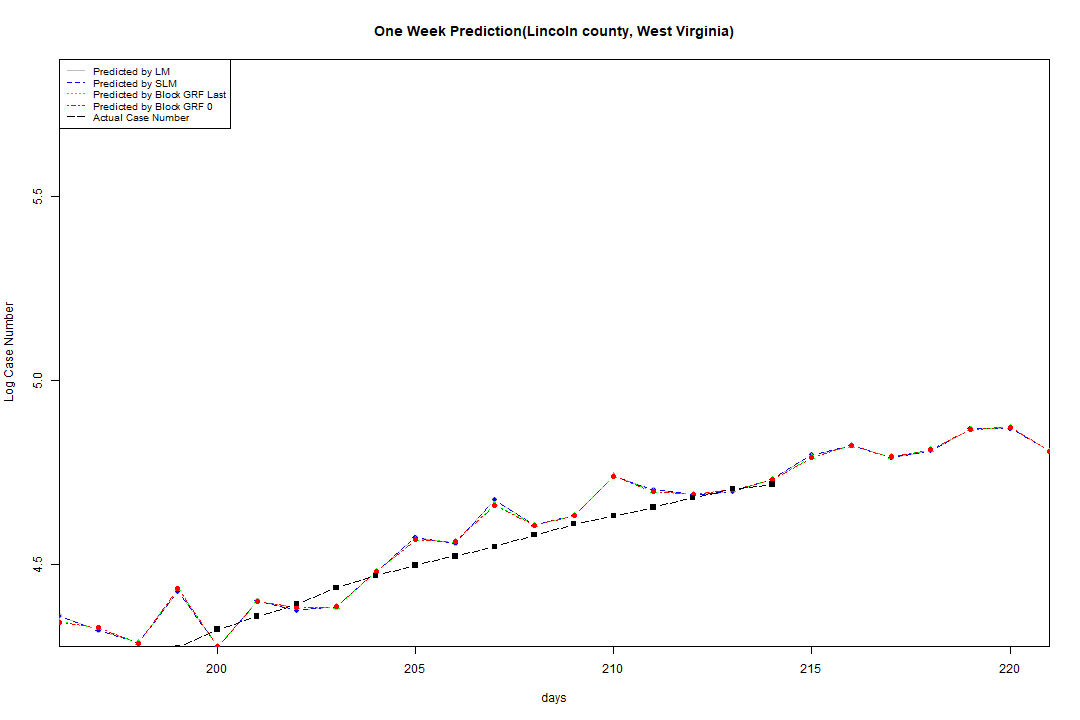 One Week Prediction(Lincoln county, West Virginia)
Predicted by LM
Predicted by SLM
Predicted by Block GRF Last
Predicted by Block GRF 0
Actual Case Number
5.5
5.0
4.5
Log Case Number
200 205 210 215 220
days